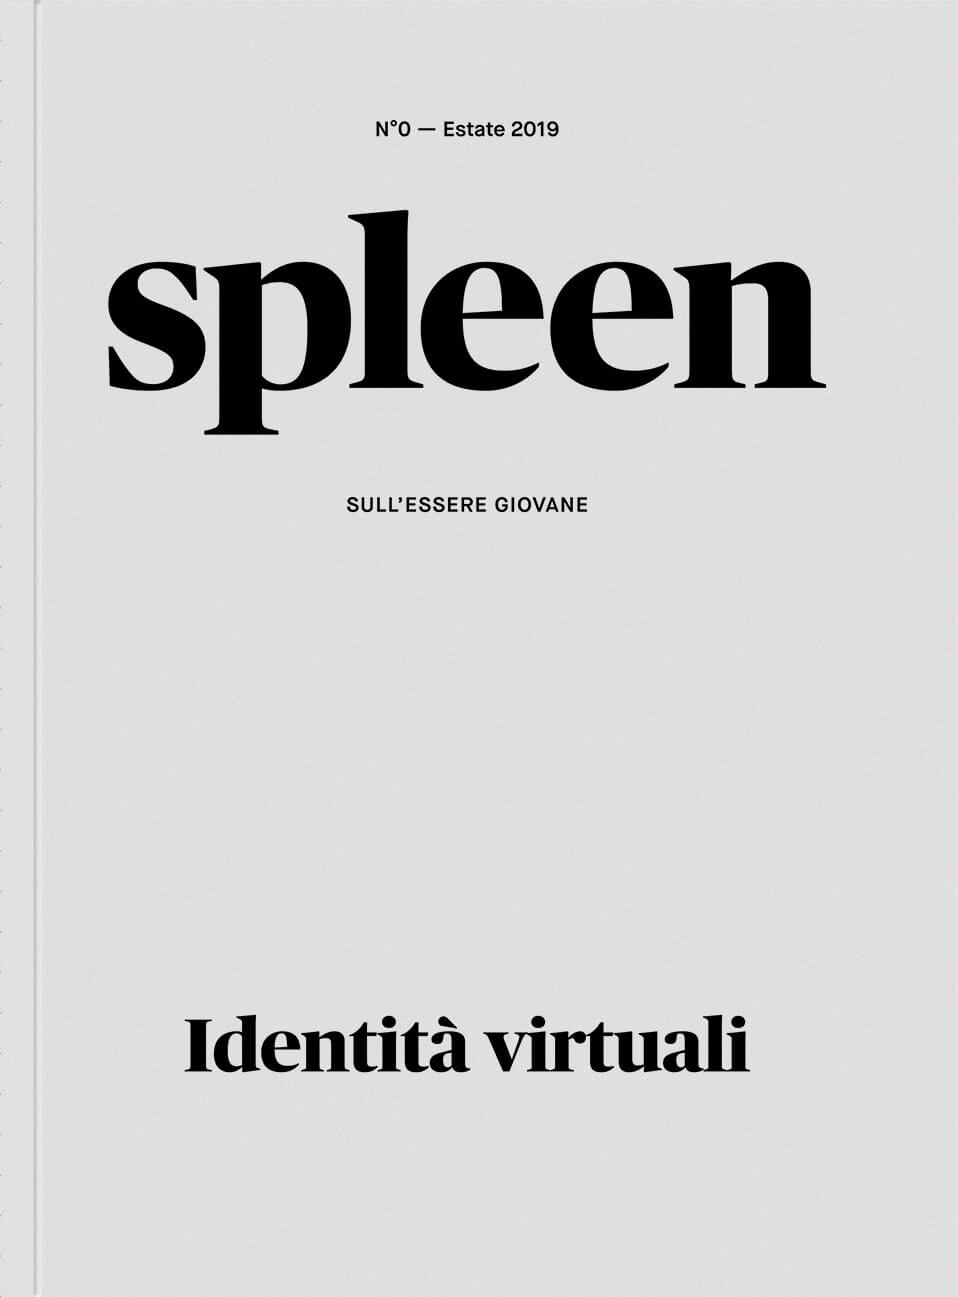 N°0 — Estate 2019
spleen
SULL’ESSERE GIOVANE
Identità virtuali